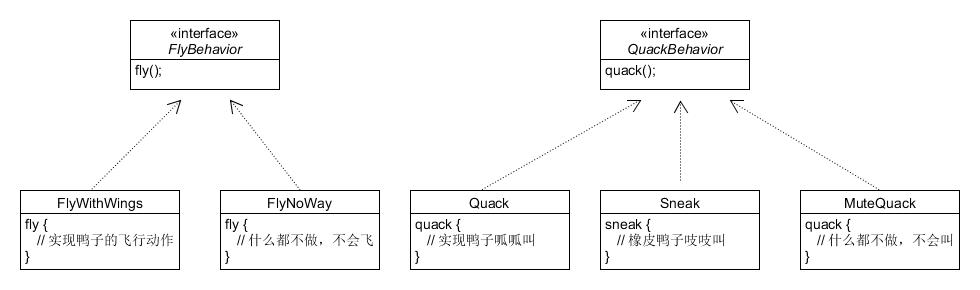 «interface»
FlyBehavior
fly();
«interface»
QuackBehavior
quack();
FlyWithWings
fly {
// 实现鸭子的飞行动作
}
FlyNoWay
fly {
// 什么都不做，不会飞
}
Quack
quack {
// 实现鸭子呱呱叫
}
Sneak
sneak {
// 橡皮鸭子吱吱叫
}
MuteQuack
quack {
// 什么都不做，不会叫
}